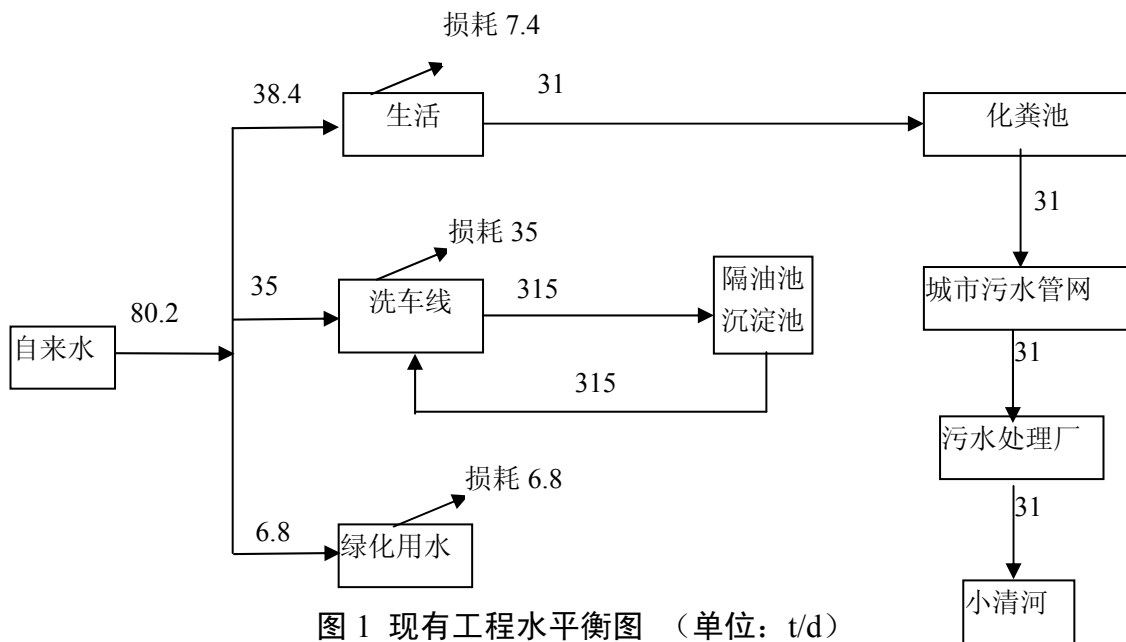 损耗 7.4
38.4
生活
31
化粪池
31
损耗 35
35
洗车线
315
隔油池
沉淀池
城市污水管网
80.2
自来水
315
31
污水处理厂
损耗 6.8
6.8
绿化用水
31
小清河
图 1 现有工程水平衡图 （单位：t/d）